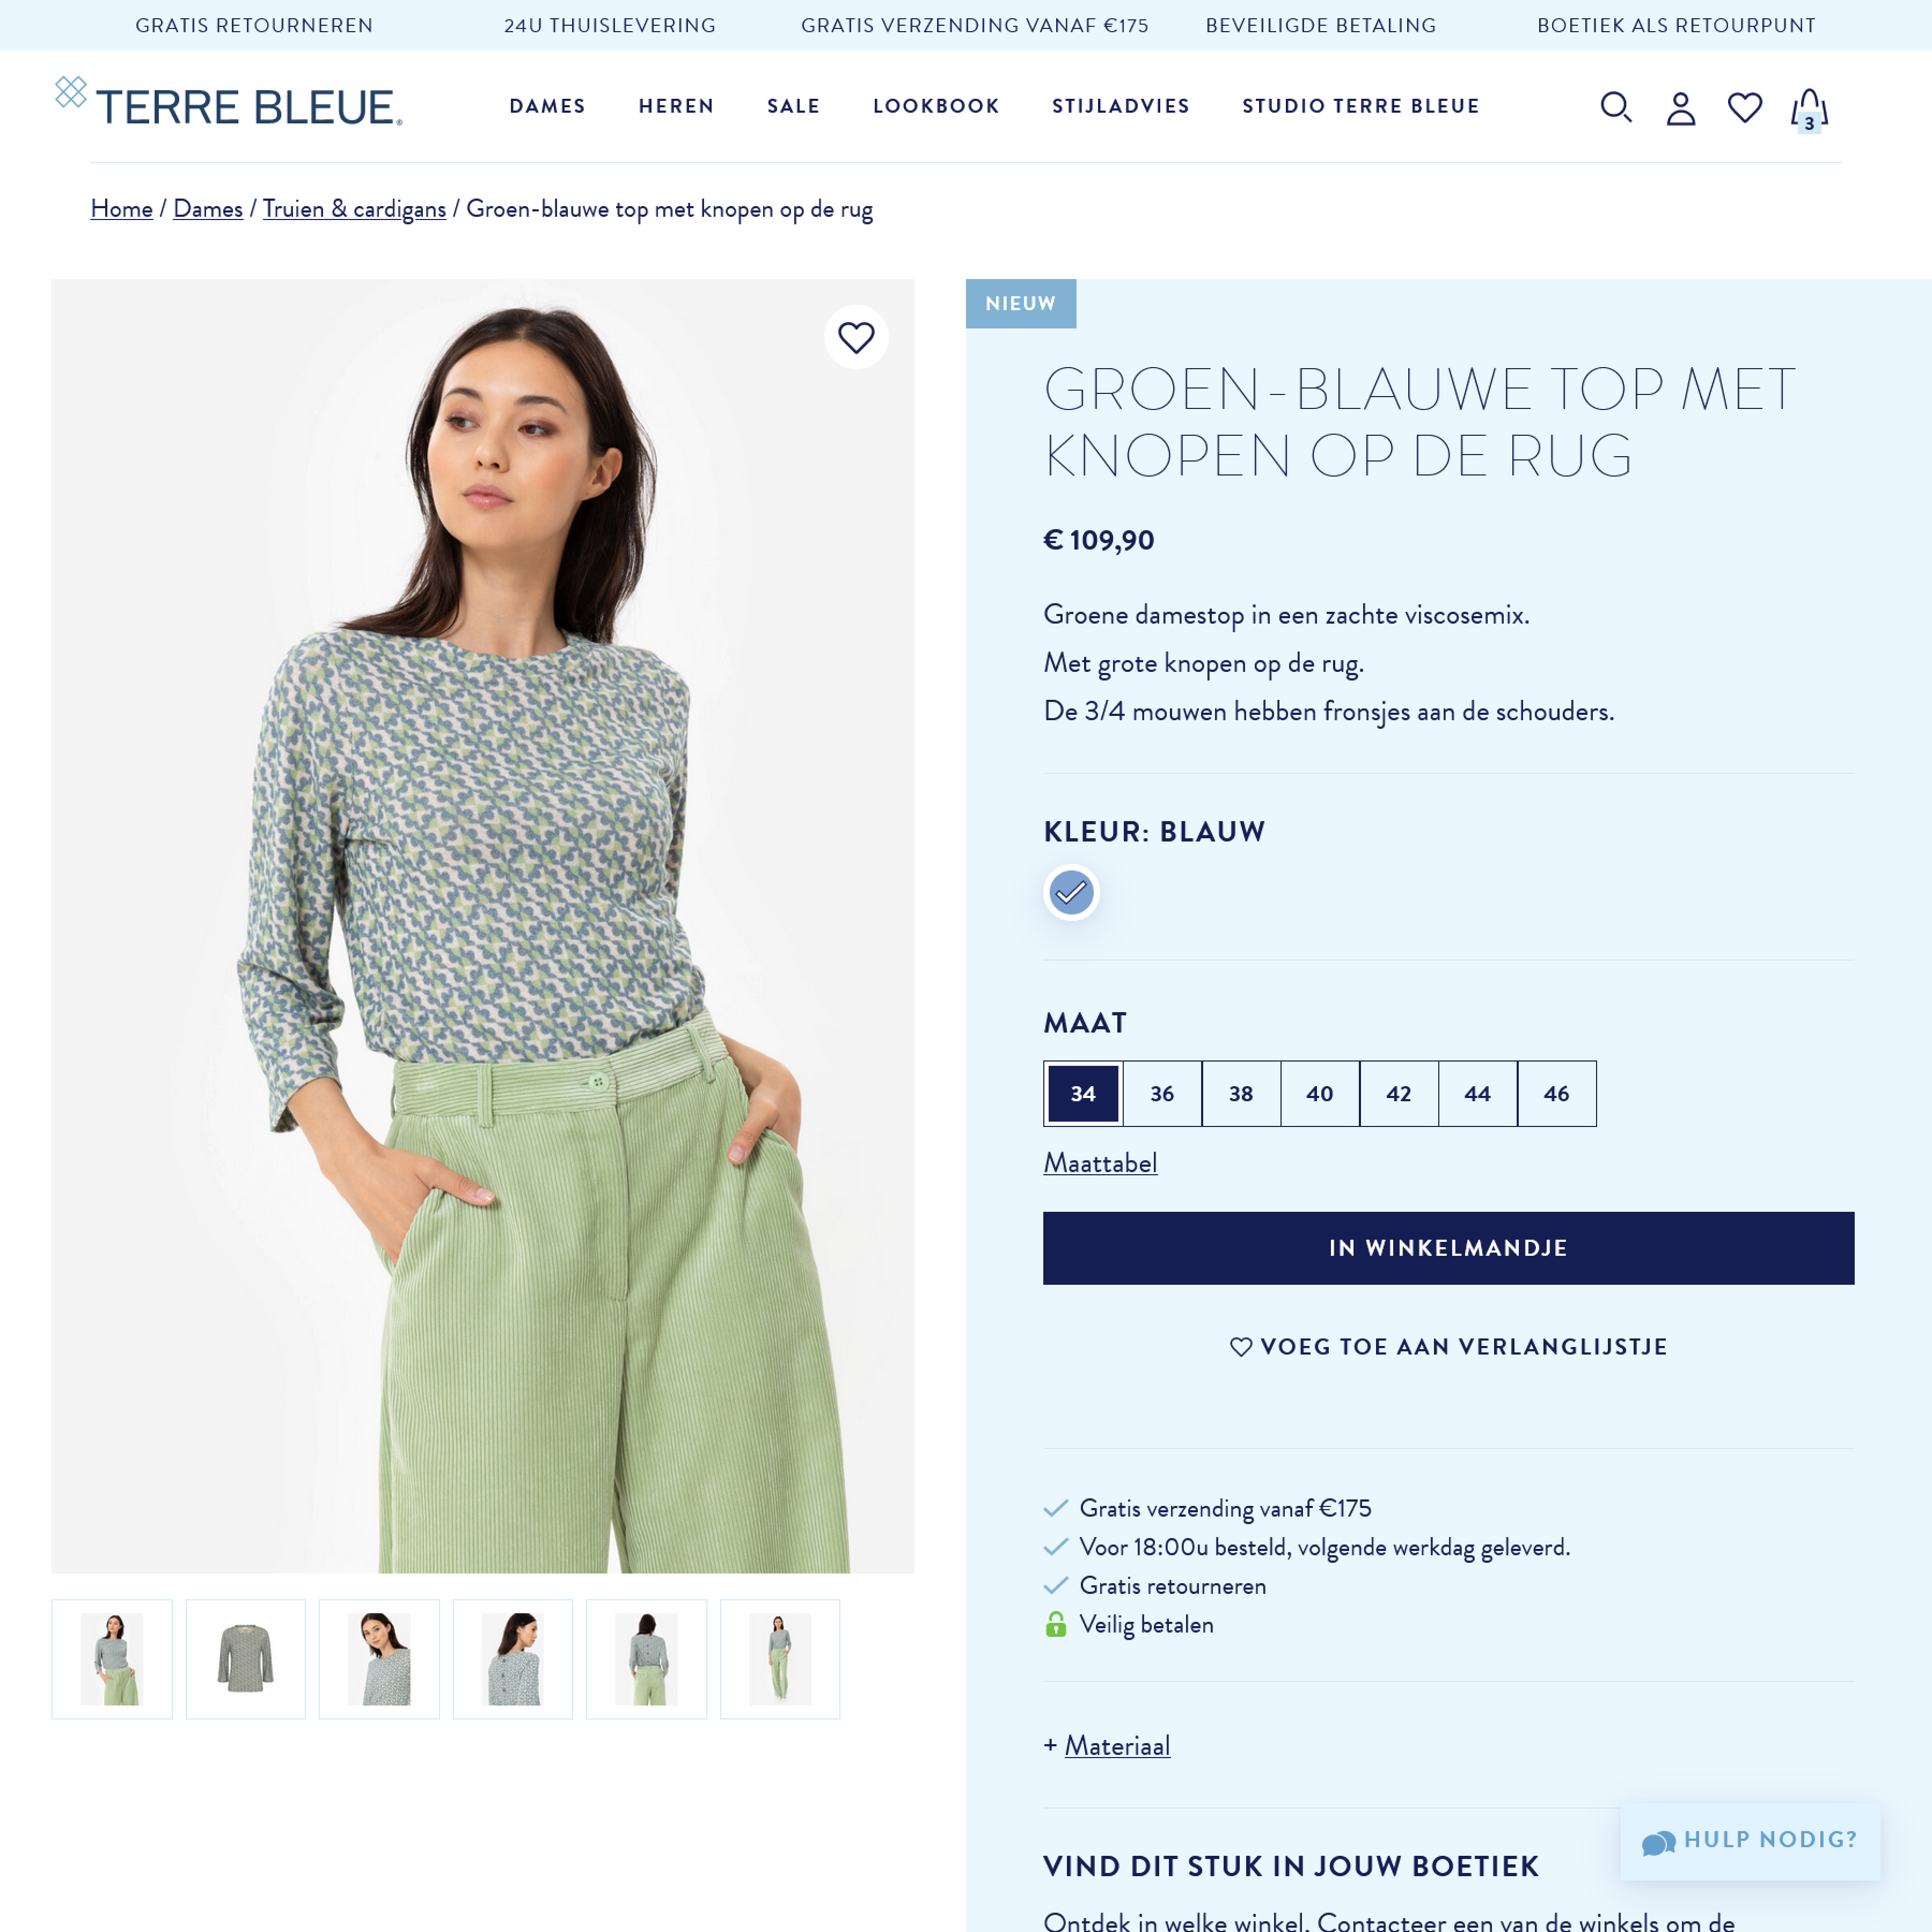 GRATIS RETOURNEREN 24U THUISLEVERING GRATIS VERZENDING VANAF €175 BEVEILIGDE BETALING BOETIEK ALS RETOURPUNT
TERRE BLEUE® DAMES HEREN SALE LOOKBOOK STIJLADVIES STUDIO TERRE BLEUE 3
Home / Dames / Truien & cardigans / Groen-blauwe top met knopen op de rug
NIEUW
GROEN-BLAUWE TOP MET
KNOPEN OP DE RUG
€ 109,90
Groene damestop in een zachte viscosemix.
Met grote knopen op de rug.
De 3/4 mouwen hebben fronsjes aan de schouders.
KLEUR: BLAUW
MAAT
34 36 38 40 42 44 46
Maattabel
IN WINKELMANDJE
VOEG TOE AAN VERLANGLIJSTJE
Gratis verzending vanaf €175
Voor 18:00u besteld, volgende werkdag geleverd.
Gratis retourneren
Veilig betalen
+ Materiaal
HULP NODIG?
VIND DIT STUK IN JOUW BOETIEK
Ontdek in welke winkel. Contacteer een van de winkels om de